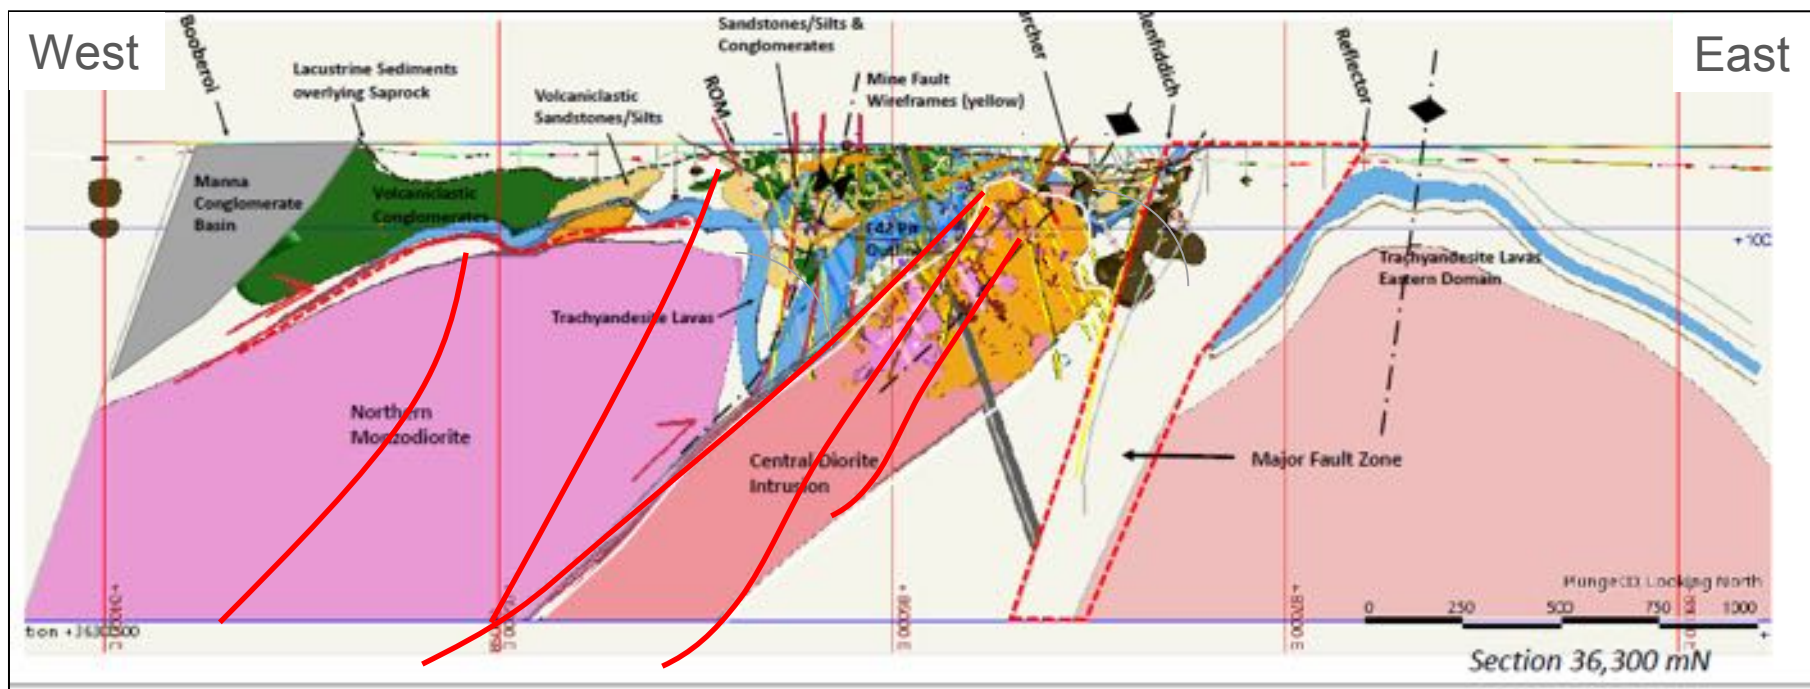 West
East
Booberoi
Lacustrine Sediments
overlying Saprock
Volcaniclastic
Sandstones/Silts
ROM
Sandstones/Silts &
Conglomerates
Mine Fault
Wireframes (yellow)
Reflector
Manna
Conglomerate
Basin
Volcaniclastic
Conglomerates
Trachyandesite Lavas
Trachyandesite Lavas
Eastern Domain
Northern
Monzodiorite
Central Diorite
Intrusion
Major Fault Zone
Looking North
0 250 500 750 1000
Section 36,300 mN